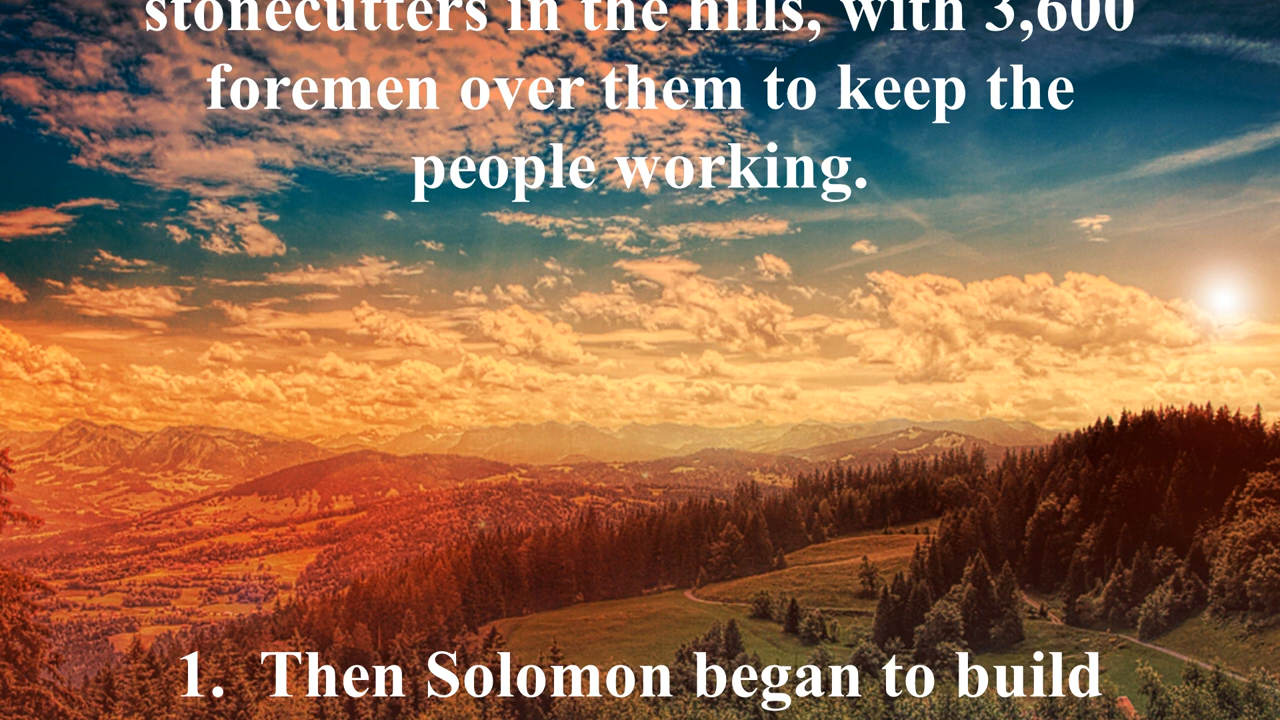 stonecutters in the hills, with 3,600
foremen over them to keep the
people working.
1. Then Solomon began to build